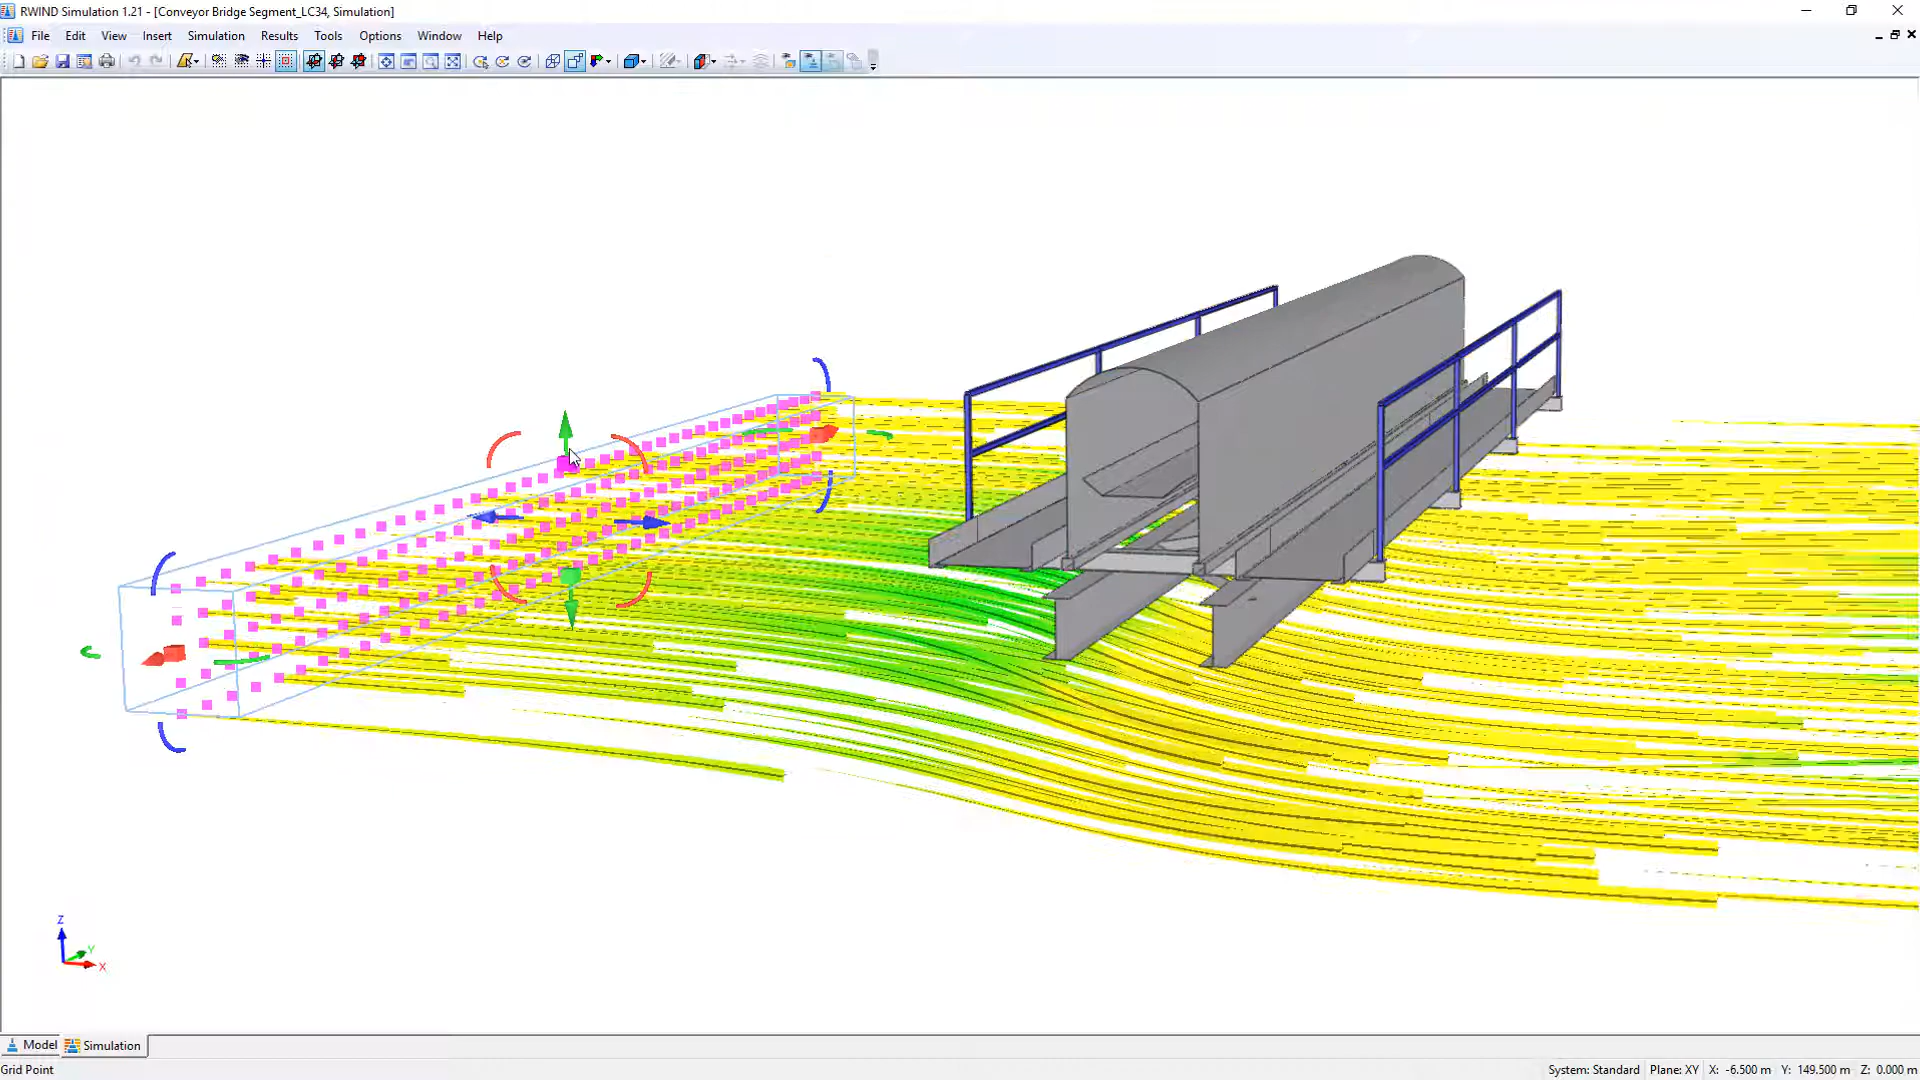 RWIND Simulation 1.21 - [Conveyor Bridge Segment_LC34, Simulation]
File Edit View Insert Simulation Results Tools Options Window Help
Z
Y
X
Model Simulation
Grid Point System: Standard Plane: XY X: -6.500 m Y: 149.500 m Z: 0.000 m